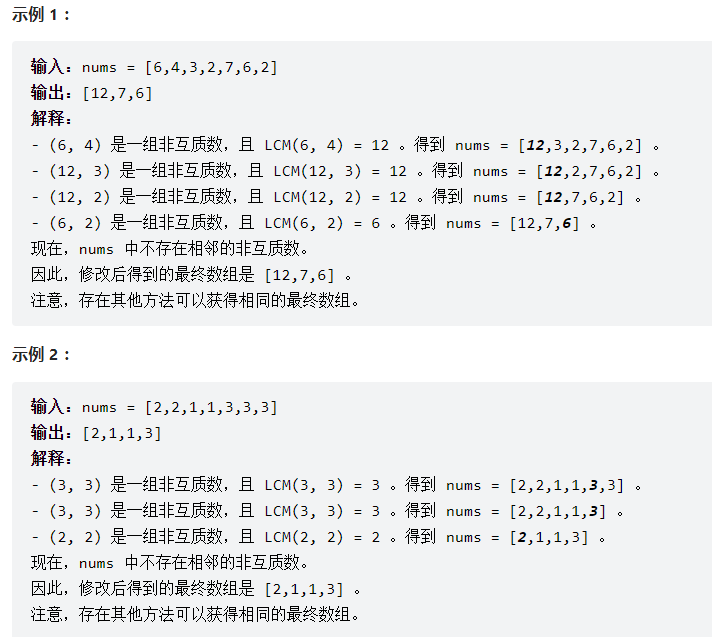 示例 1：
输入：nums = [6,4,3,2,7,6,2]
输出：[12,7,6]
解释：
- (6, 4) 是一组非互质数，且 LCM(6, 4) = 12 。得到 nums = [12,3,2,7,6,2] 。
- (12, 3) 是一组非互质数，且 LCM(12, 3) = 12 。得到 nums = [12,2,7,6,2] 。
- (12, 2) 是一组非互质数，且 LCM(12, 2) = 12 。得到 nums = [12,7,6,2] 。
- (6, 2) 是一组非互质数，且 LCM(6, 2) = 6 。得到 nums = [12,7,6] 。
现在，nums 中不存在相邻的非互质数。
因此，修改后得到的最终数组是 [12,7,6] 。
注意，存在其他方法可以获得相同的最终数组。
示例 2：
输入：nums = [2,2,1,1,3,3,3]
输出：[2,1,1,3]
解释：
- (3, 3) 是一组非互质数，且 LCM(3, 3) = 3 。得到 nums = [2,2,1,1,3,3] 。
- (3, 3) 是一组非互质数，且 LCM(3, 3) = 3 。得到 nums = [2,2,1,1,3] 。
- (2, 2) 是一组非互质数，且 LCM(2, 2) = 2 。得到 nums = [2,1,1,3] 。
现在，nums 中不存在相邻的非互质数。
因此，修改后得到的最终数组是 [2,1,1,3] 。
注意，存在其他方法可以获得相同的最终数组。